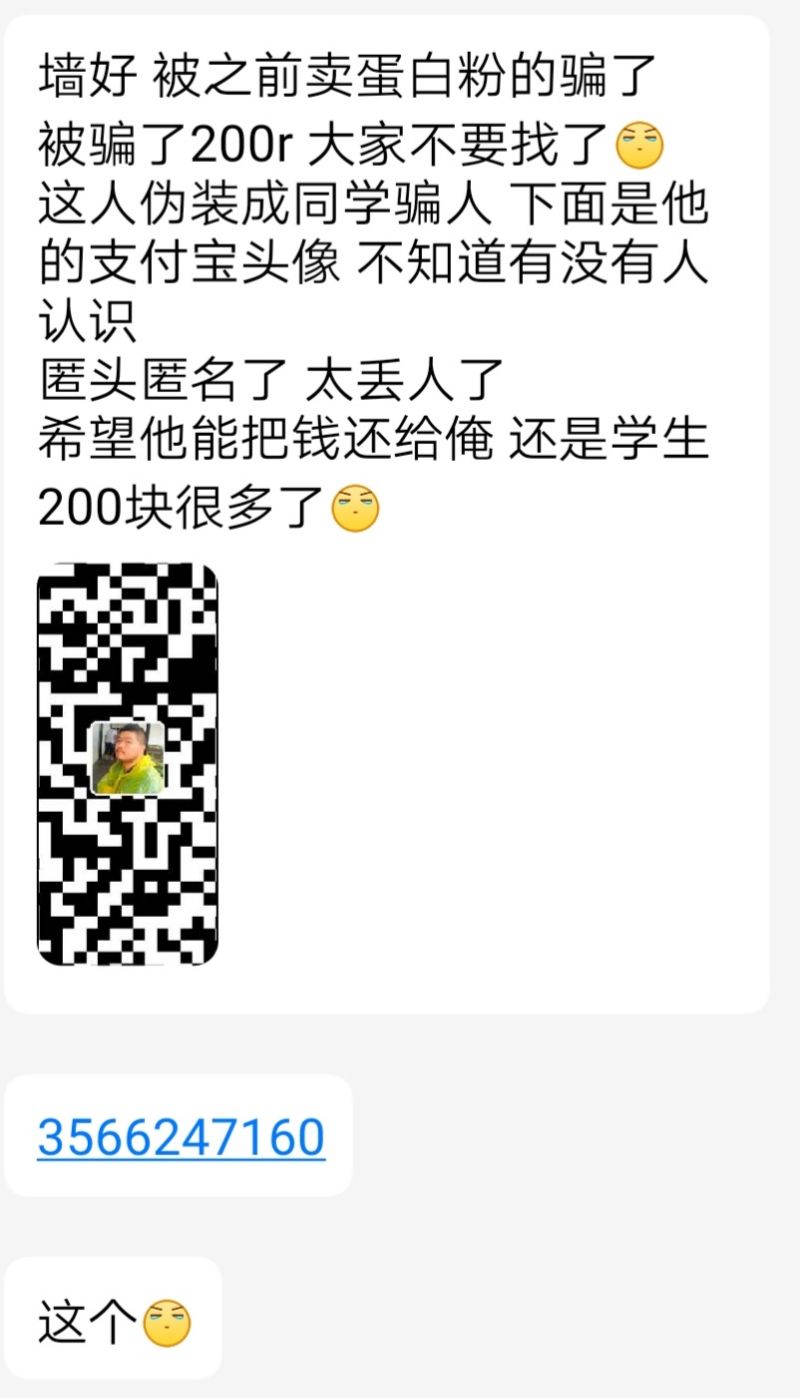 墙好 被之前卖蛋白粉的骗了
被骗了200r 大家不要找了
这人伪装成同学骗人 下面是他
的支付宝头像 不知道有没有人
认识
匿头匿名了 太丢人了
希望他能把钱还给俺 还是学生
200块很多了
3566247160
这个